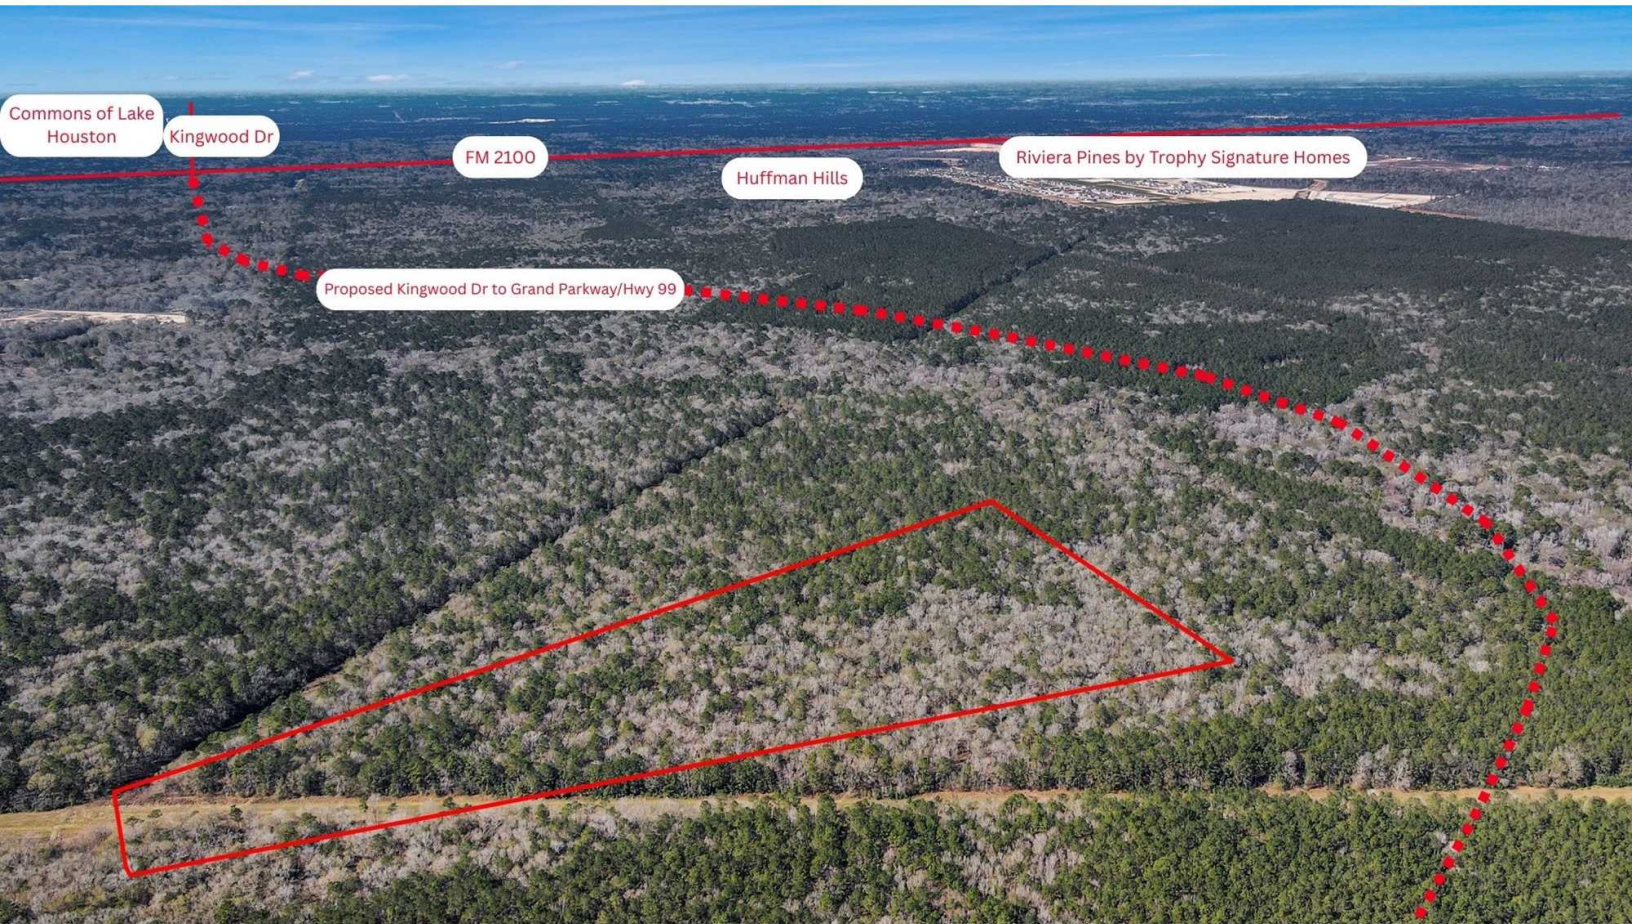 Commons of Lake
Houston
Kingwood Dr
FM 2100
Riviera Pines by Trophy Signature Homes
Huffman Hills
Proposed Kingwood Dr to Grand Parkway/Hwy 99